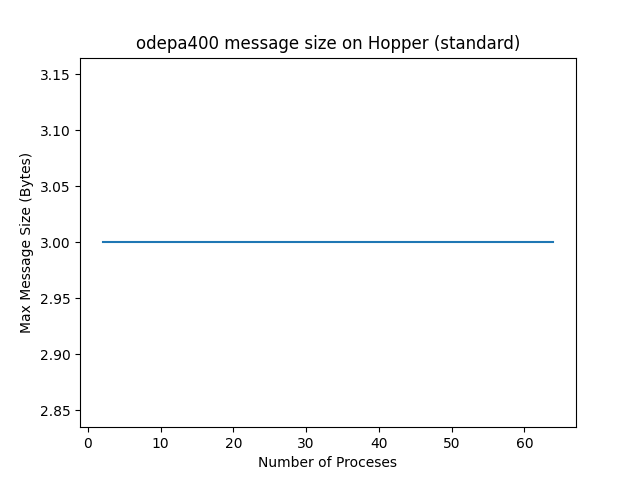 odepa400 message size on Hopper (standard)
3.15
3.10
3.05
3.00
2.95
2.90
2.85
Max Message Size (Bytes)
0 10 20 30 40 50 60
Number of Proceses